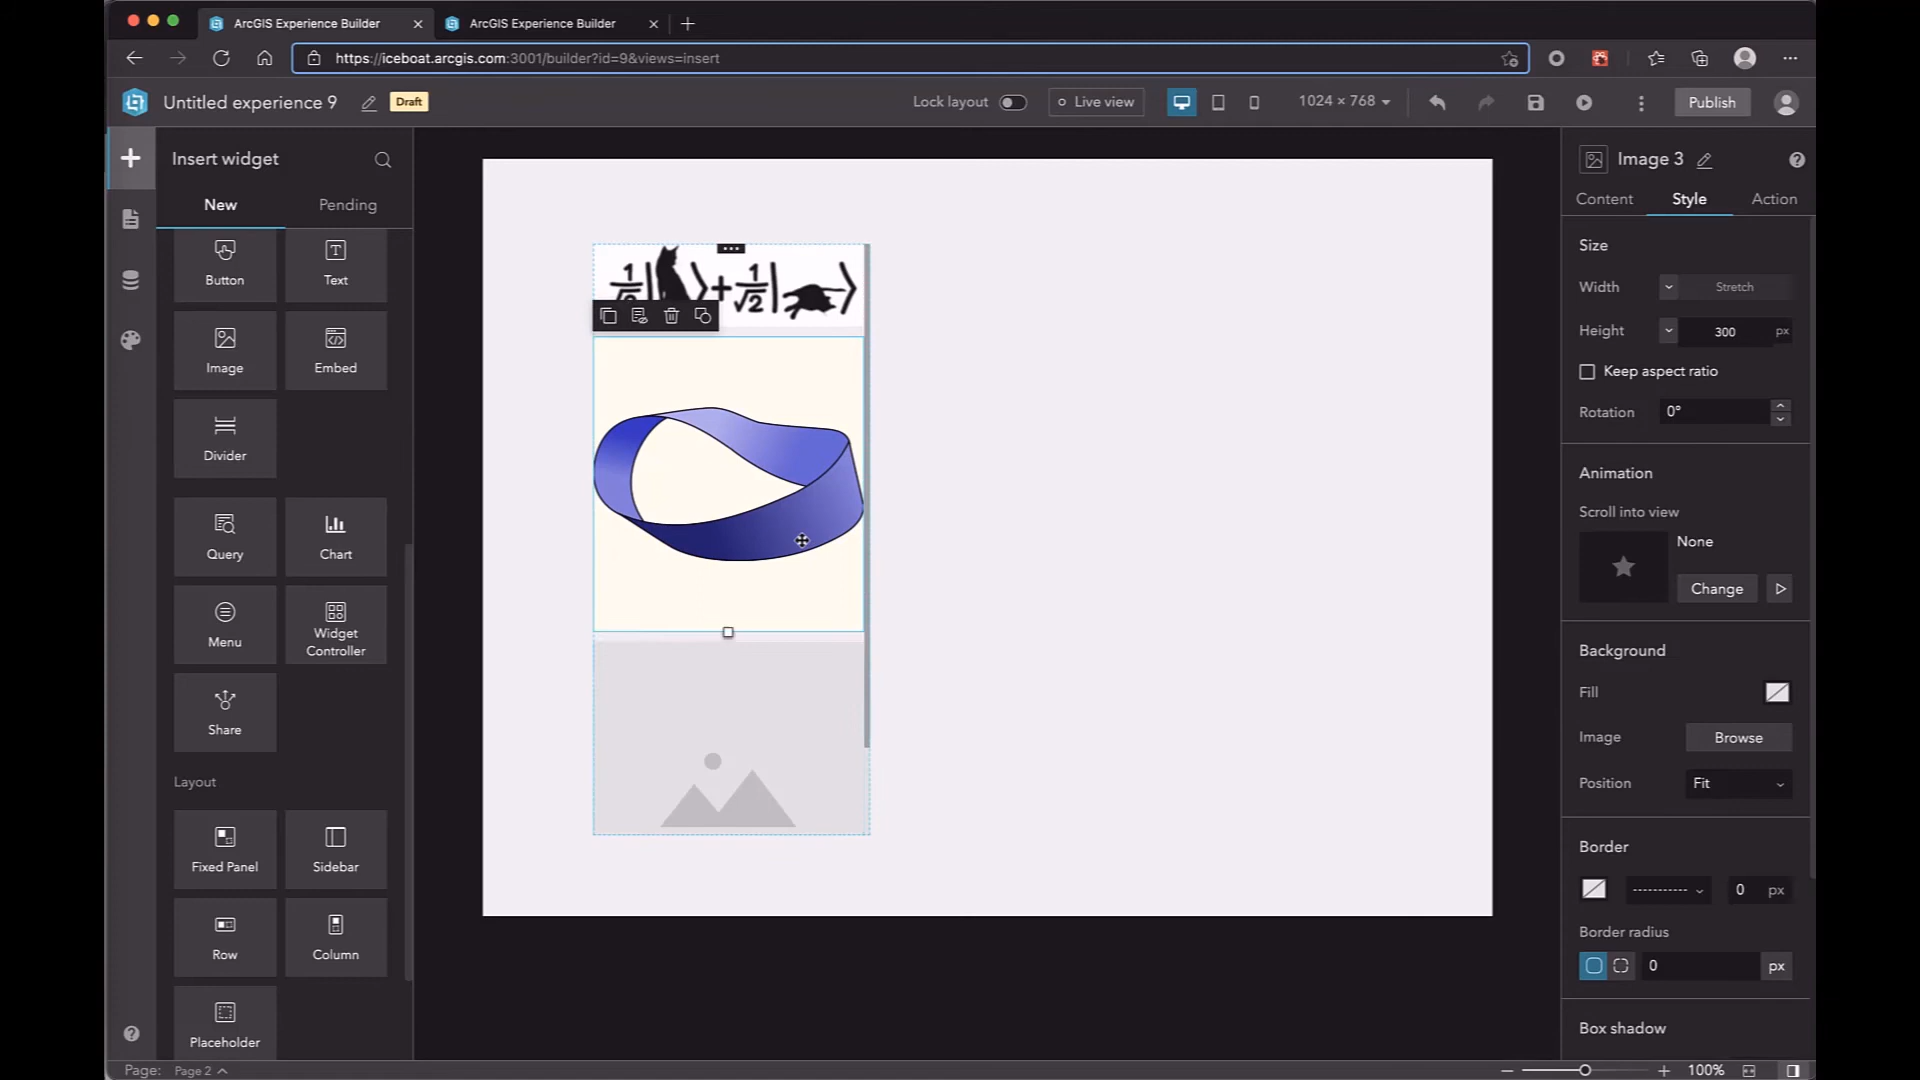 ArcGIS Experience Builder
ArcGIS Experience Builder
https://iceboat.arcgis.com:3001/builder?id=9&views=insert
Untitled experience 9
Draft
Lock layout
Live view
1024 × 768
Publish
Insert widget
New
Pending
Button
Text
Image
Embed
Divider
Query
Chart
Menu
Widget
Controller
Share
Layout
Fixed Panel
Sidebar
Row
Column
Placeholder
Page:
Page 2
1 | ⟩+ 1/√2 | ⟩
Image 3
Content
Style
Action
Size
Width
Stretch
Height
300
px
Keep aspect ratio
Rotation
0°
Animation
Scroll into view
None
Change
Background
Fill
Image
Browse
Position
Fit
Border
0
px
Border radius
0
px
Box shadow
100%